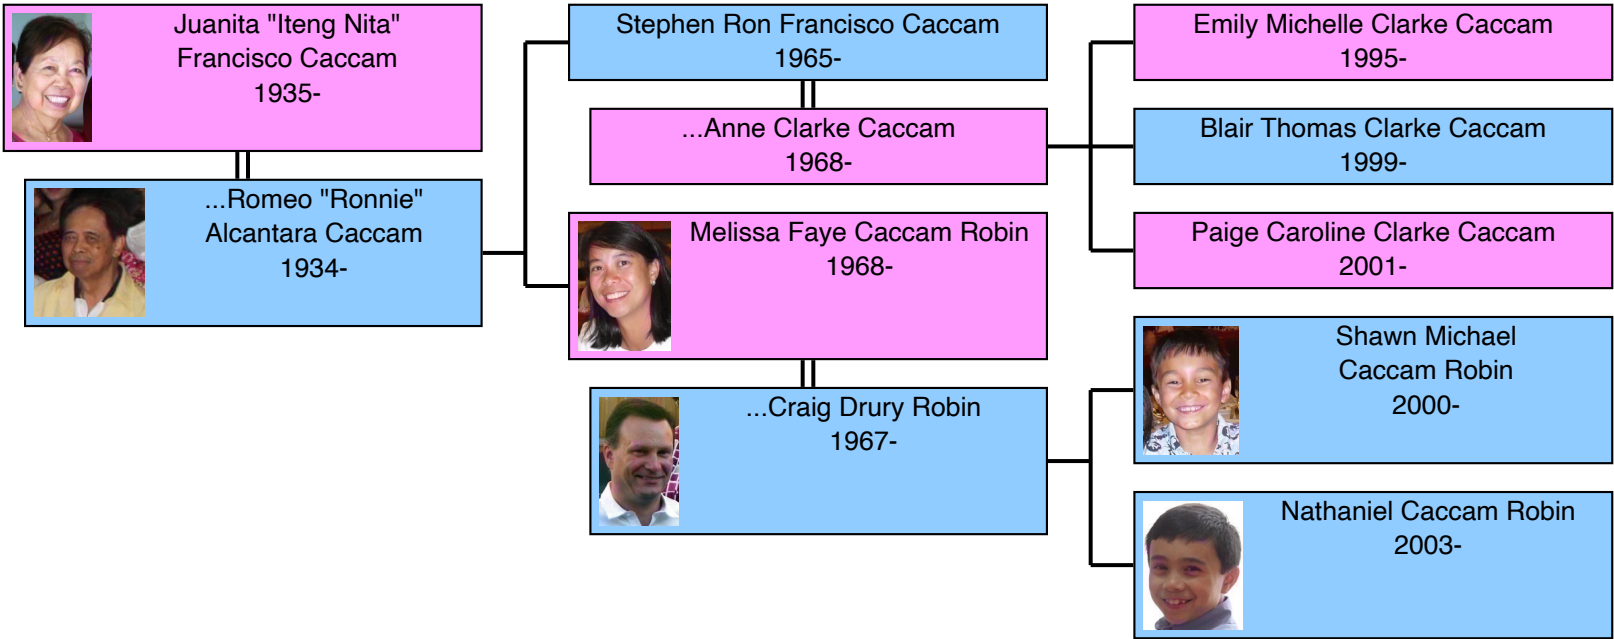 Juanita "Iteng Nita"
Francisco Caccam
1935-
...Romeo "Ronnie"
Alcantara Caccam
1934-
Stephen Ron Francisco Caccam
1965-
...Anne Clarke Caccam
1968-
Melissa Faye Caccam Robin
1968-
...Craig Drury Robin
1967-
Emily Michelle Clarke Caccam
1995-
Blair Thomas Clarke Caccam
1999-
Paige Caroline Clarke Caccam
2001-
Shawn Michael
Caccam Robin
2000-
Nathaniel Caccam Robin
2003-